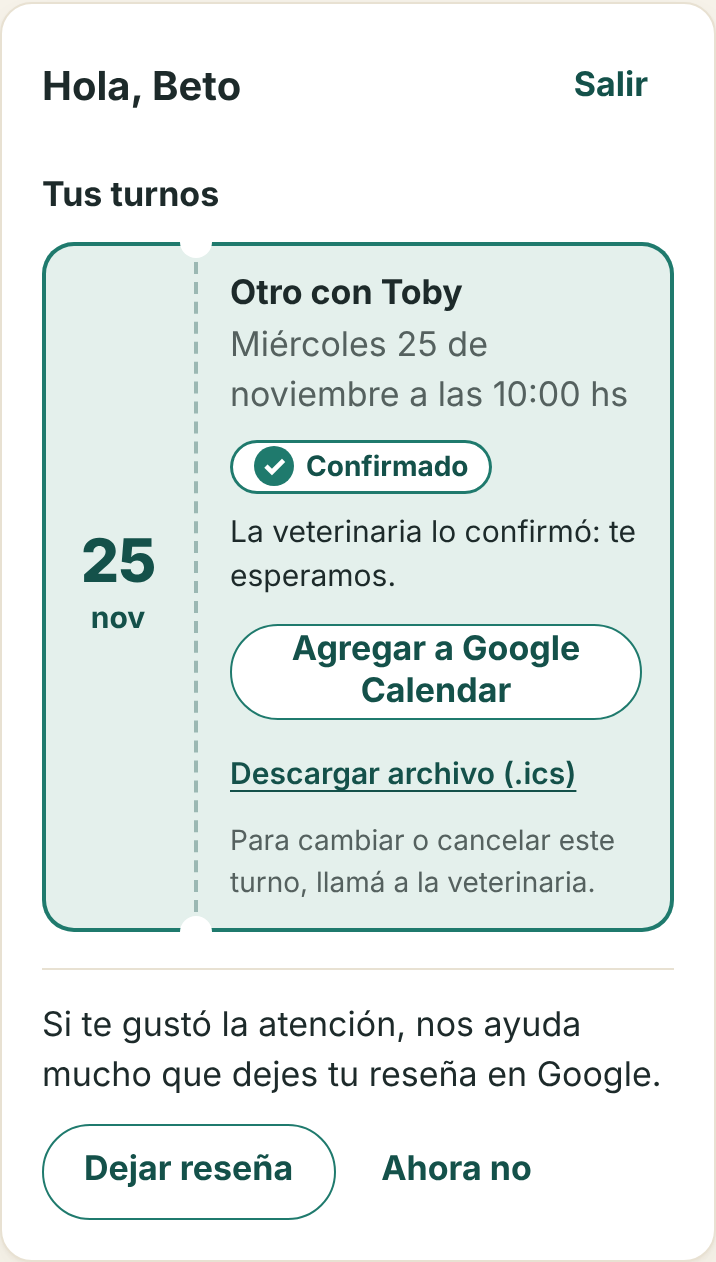 Hola, Beto
Salir
Tus turnos
25
nov
Otro con Toby
Miércoles 25 de
noviembre a las 10:00 hs
Confirmado
La veterinaria lo confirmó: te
esperamos.
Agregar a Google
Calendar
Descargar archivo (.ics)
Para cambiar o cancelar este
turno, llamá a la veterinaria.
Si te gustó la atención, nos ayuda
mucho que dejes tu reseña en Google.
Dejar reseña
Ahora no